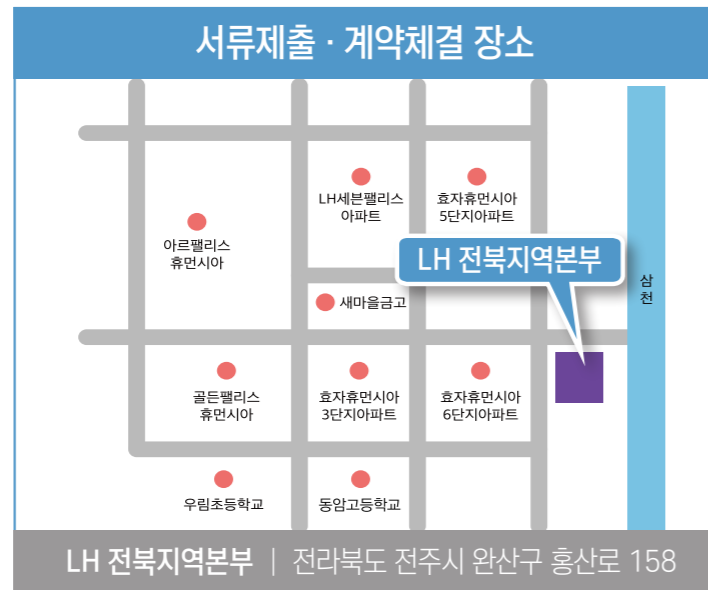 서류제출 · 계약체결 장소
LH세븐팰리스
아파트
효자휴먼시아
5단지아파트
아르팰리스
휴먼시아
LH 전북지역본부
삼
천
새마을금고
골든팰리스
휴먼시아
효자휴먼시아
3단지아파트
효자휴먼시아
6단지아파트
우림초등학교
동암고등학교
LH 전북지역본부 | 전라북도 전주시 완산구 홍산로 158